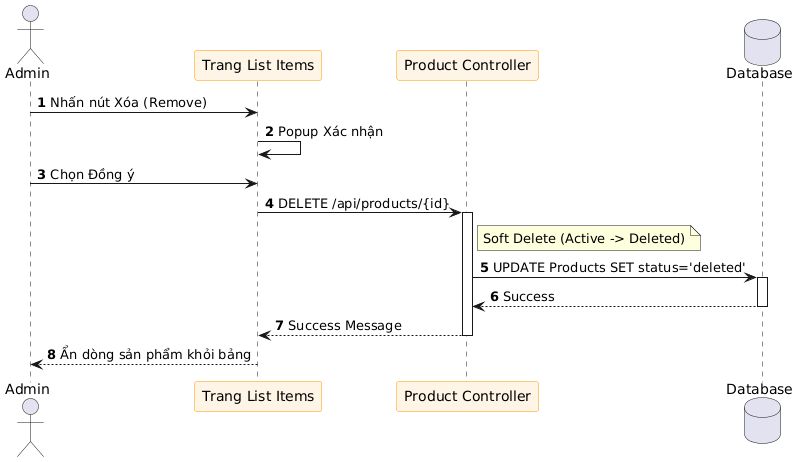 Admin
Trang List Items
Product Controller
Database
1 Nhấn nút Xóa (Remove)
2 Popup Xác nhận
3 Chọn Đồng ý
4 DELETE /api/products/{id}
Soft Delete (Active -> Deleted)
5 UPDATE Products SET status='deleted'
6 Success
7 Success Message
8 Ẩn dòng sản phẩm khỏi bảng
Admin
Trang List Items
Product Controller
Database